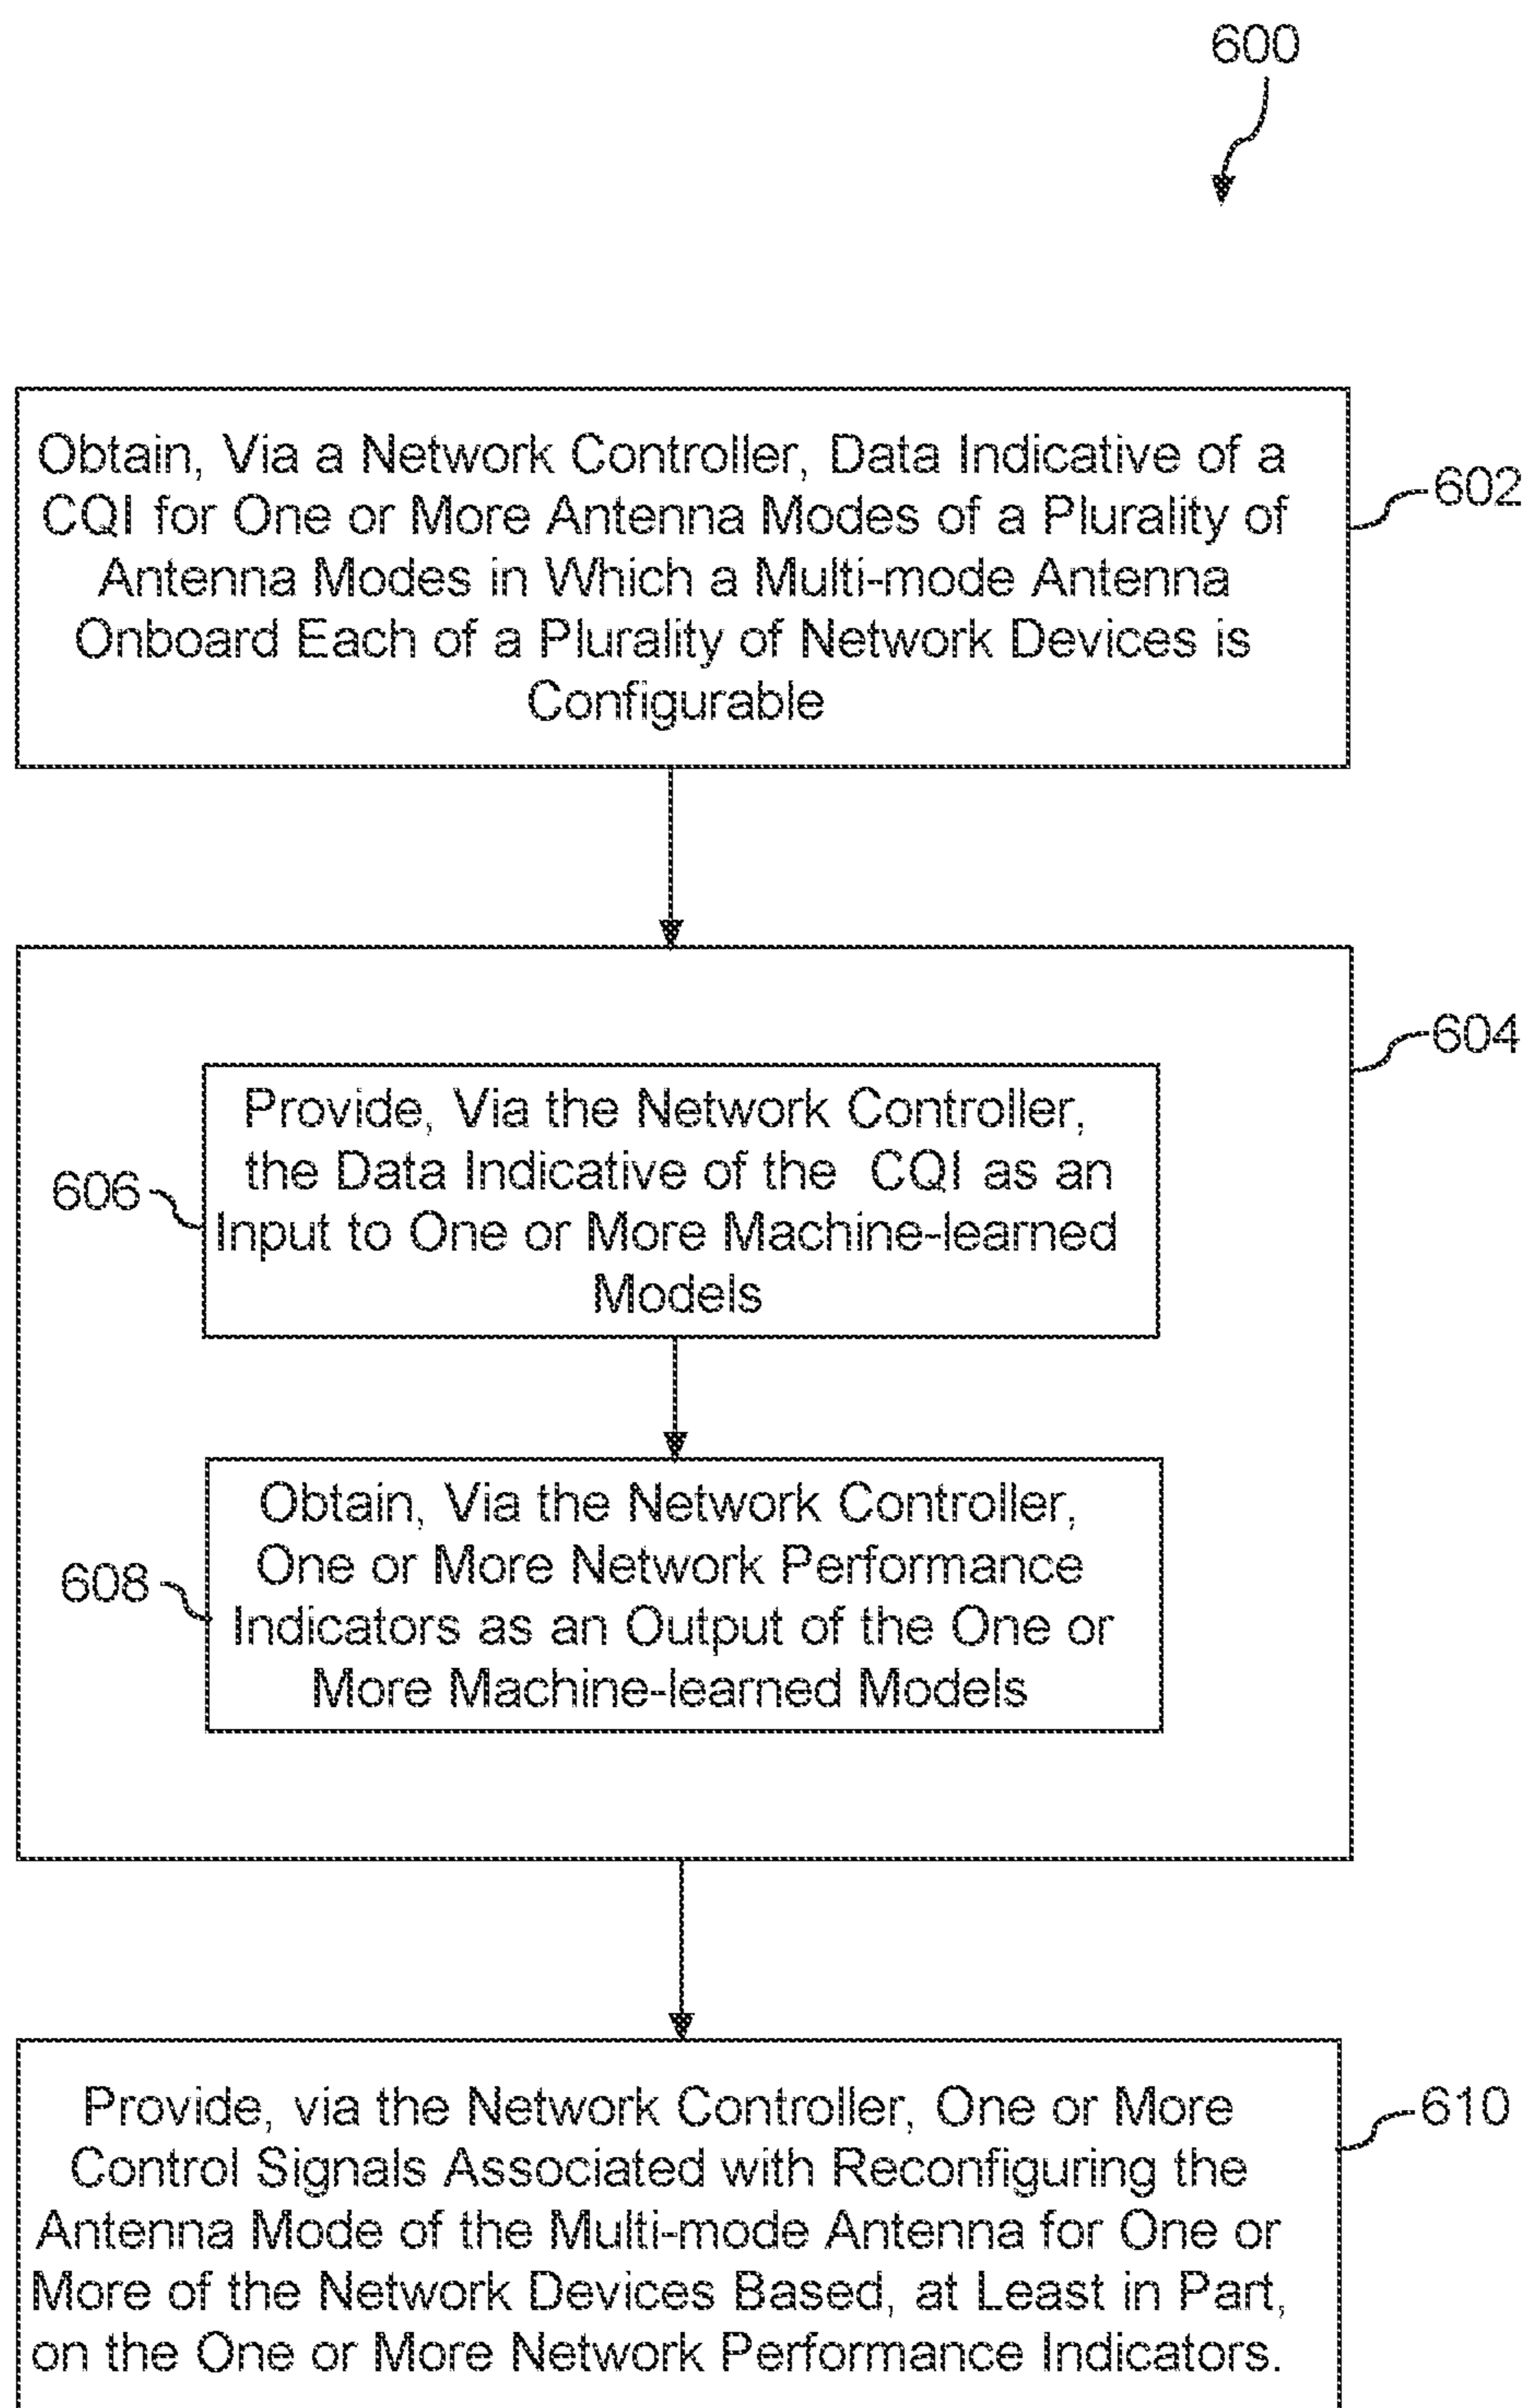 600
Obtain, Via a Network Controller, Data Indicative of a
CQI for One or More Antenna Modes of a Plurality of
Antenna Modes in Which a Multi-mode Antenna
Onboard Each of a Plurality of Network Devices is
Configurable
602
604
Provide, Via the Network Controller,
the Data Indicative of the CQI as an
Input to One or More Machine-learned
Models
606
Obtain, Via the Network Controller,
One or More Network Performance
Indicators as an Output of the One or
More Machine-learned Models
608
Provide, via the Network Controller, One or More
Control Signals Associated with Reconfiguring the
Antenna Mode of the Multi-mode Antenna for One or
More of the Network Devices Based, at Least in Part,
on the One or More Network Performance Indicators.
610